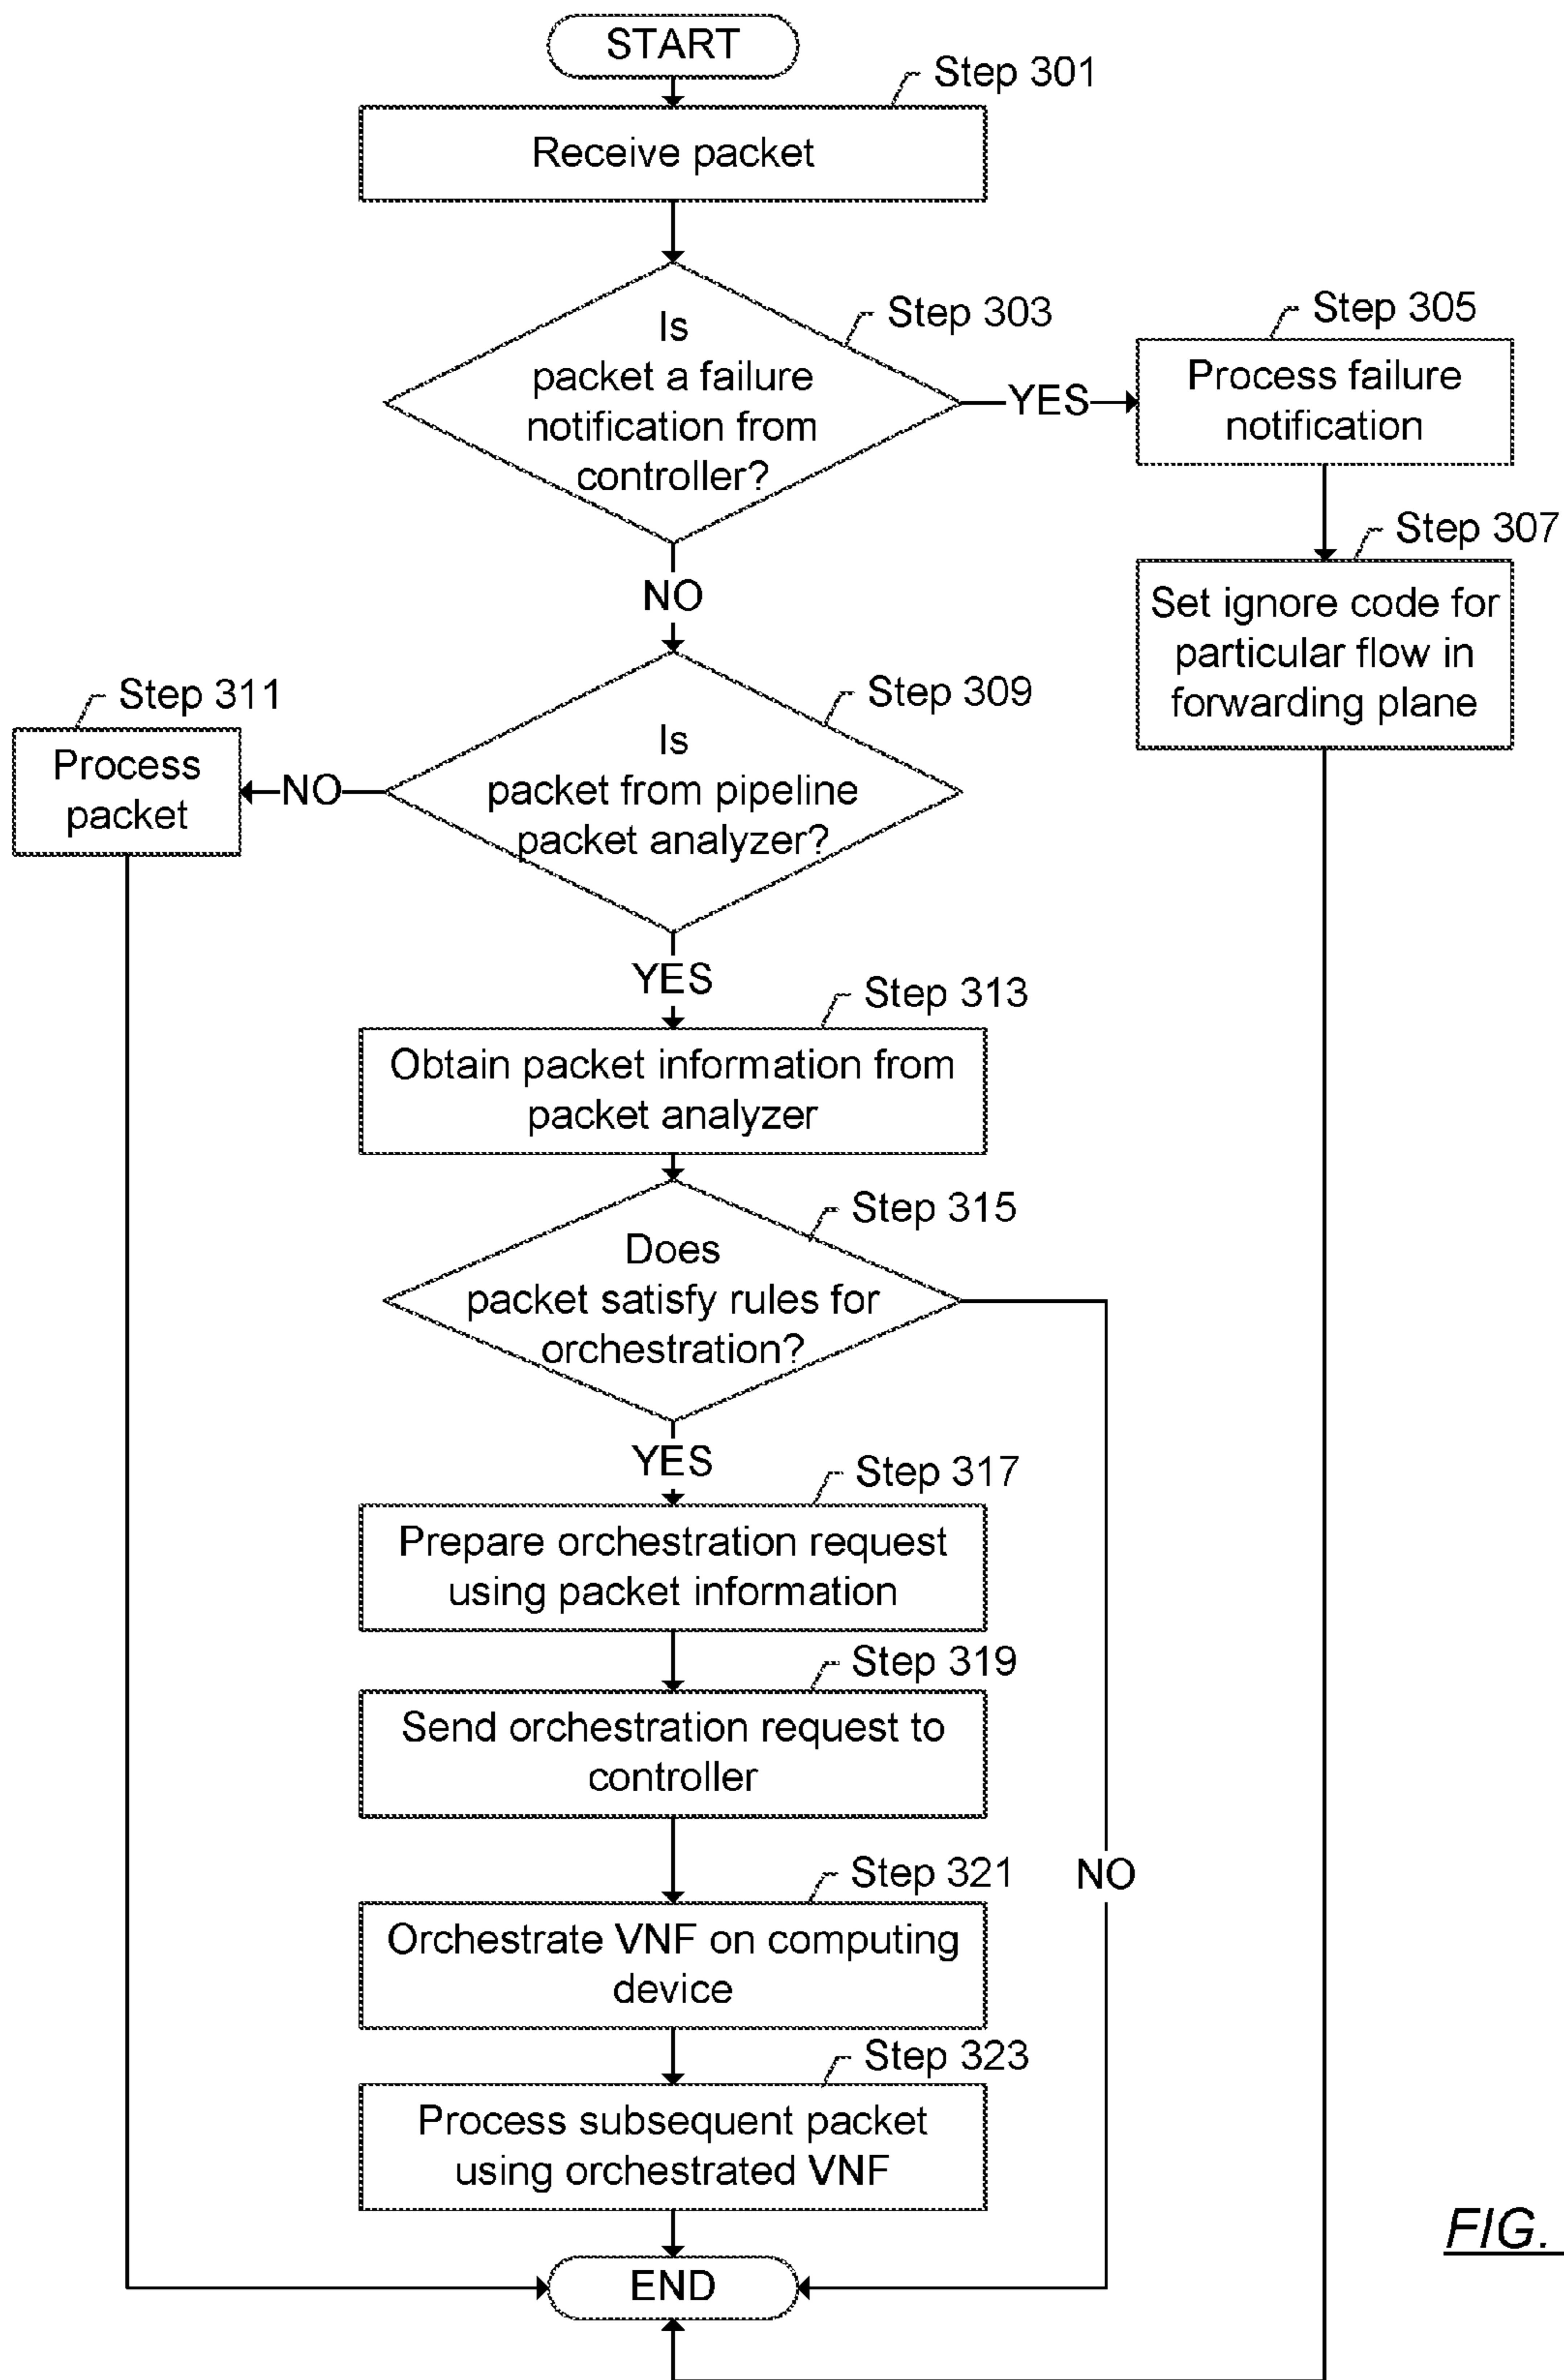 START
Step 301
Receive packet
Step 303
Is
packet a failure
notification from
controller?
YES
Step 305
Process failure
notification
Step 307
Set ignore code for
particular flow in
forwarding plane
NO
Step 309
Is
packet from pipeline
packet analyzer?
NO
Step 311
Process
packet
YES
Step 313
Obtain packet information from
packet analyzer
Step 315
Does
packet satisfy rules for
orchestration?
YES
Step 317
Prepare orchestration request
using packet information
Step 319
Send orchestration request to
controller
NO
Step 321
Orchestrate VNF on computing
device
Step 323
Process subsequent packet
using orchestrated VNF
END
FIG.